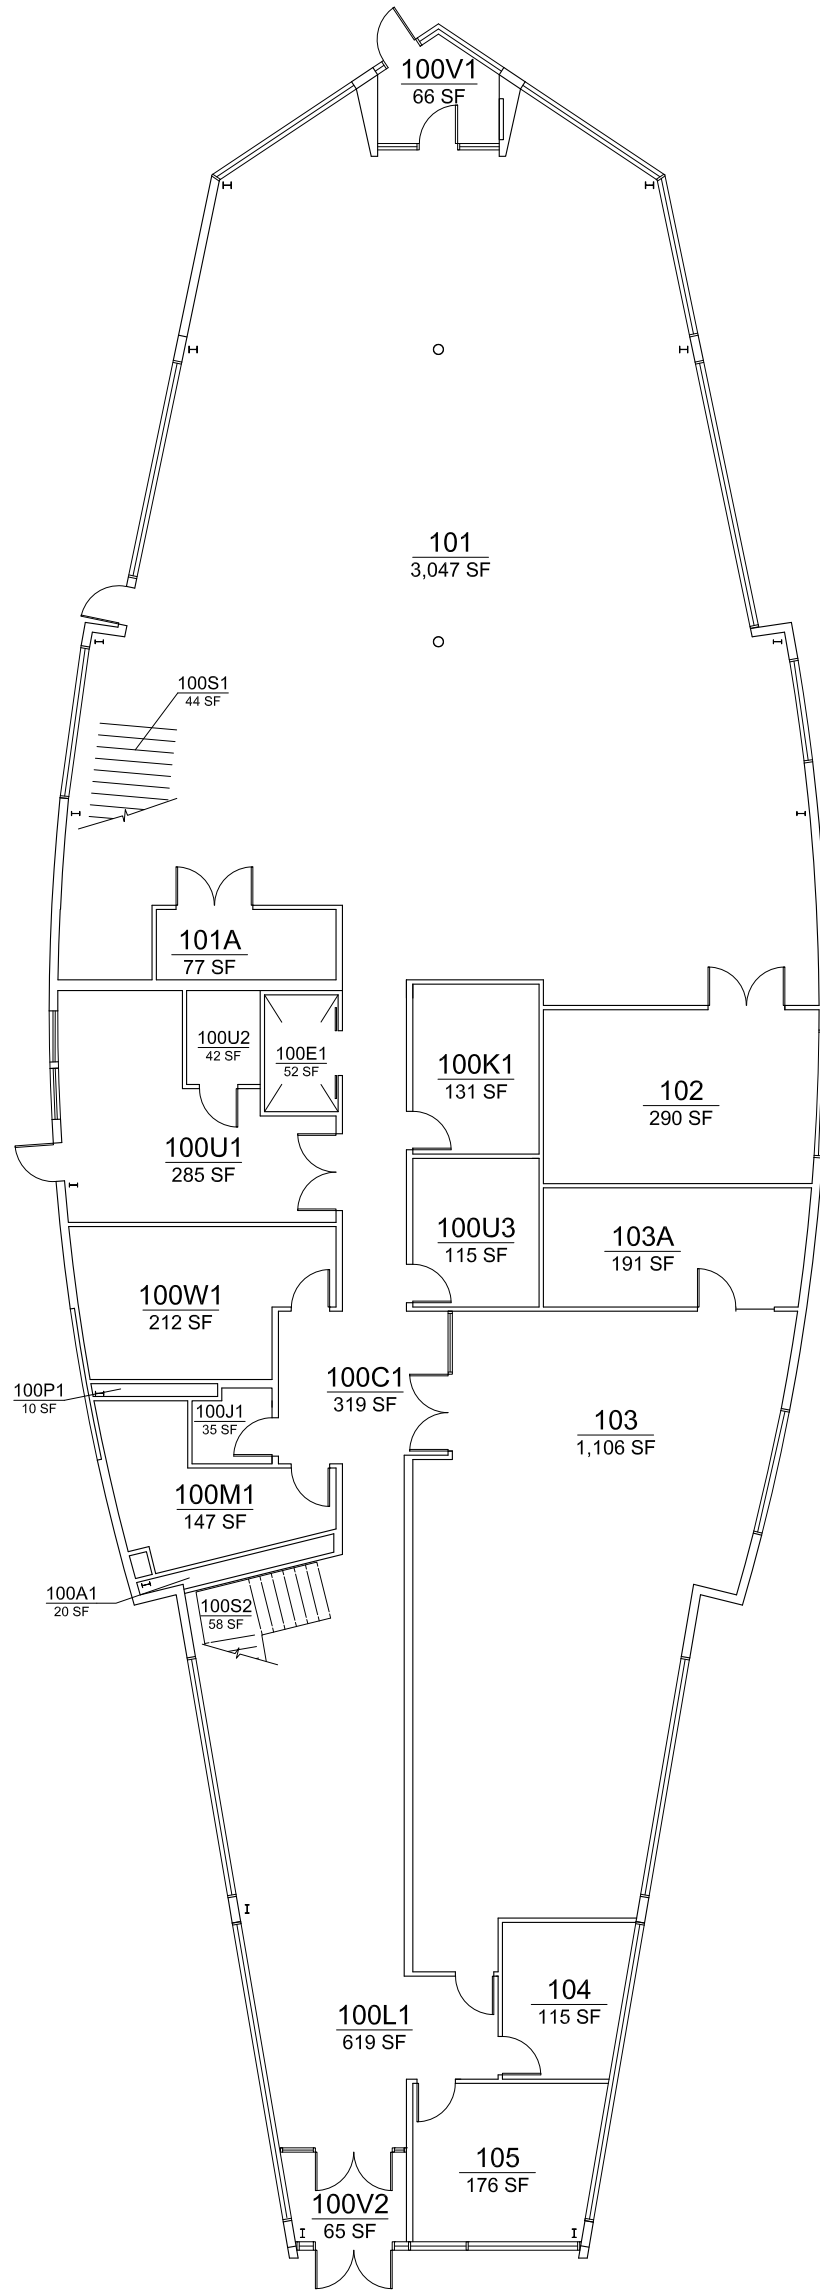 100V1
66 SF
101
3,047 SF
100S1
44 SF
101A
77 SF
100U2
42 SF
100E1
52 SF
100K1
131 SF
102
290 SF
100U1
285 SF
100U3
115 SF
103A
191 SF
100W1
212 SF
100P1
10 SF
100C1
319 SF
100J1
35 SF
103
1,106 SF
100M1
147 SF
100A1
20 SF
100S2
58 SF
104
115 SF
100L1
619 SF
105
176 SF
100V2
65 SF